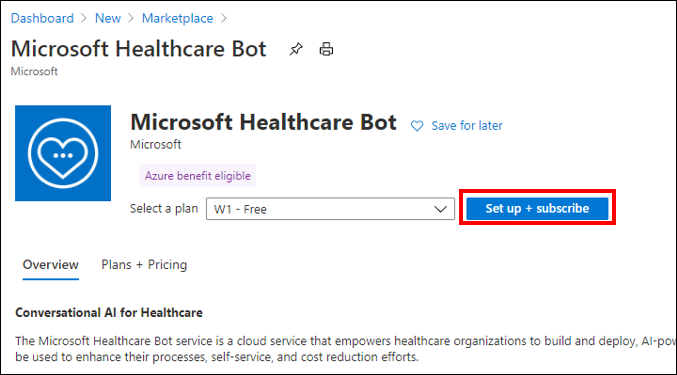 Dashboard > New > Marketplace >
Microsoft Healthcare Bot
Microsoft
Microsoft Healthcare Bot
Save for later
Microsoft
Azure benefit eligible
Select a plan
W1 - Free
Set up + subscribe
Overview
Plans + Pricing
Conversational AI for Healthcare
The Microsoft Healthcare Bot service is a cloud service that empowers healthcare organizations to build and deploy, AI-pow
be used to enhance their processes, self-service, and cost reduction efforts.